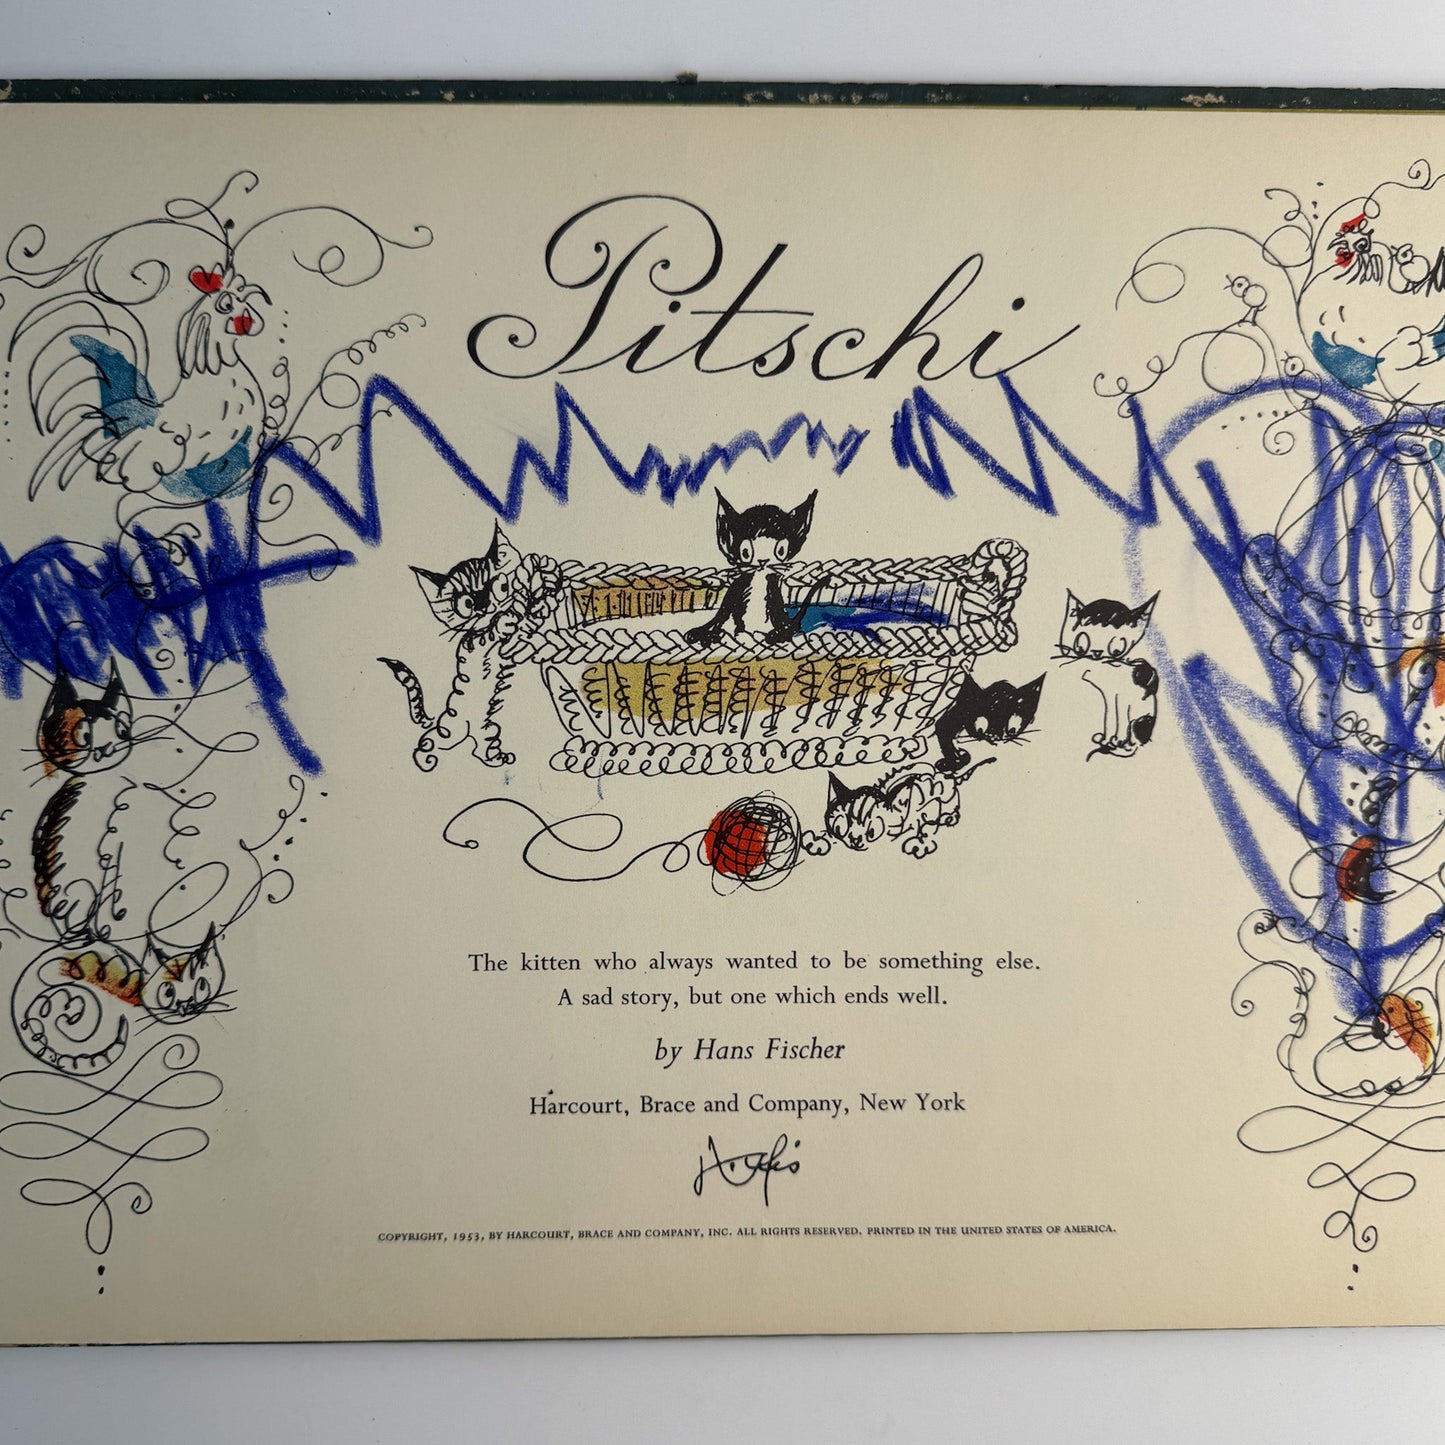 Pitschi
The kitten who always wanted to be something else.
A sad story, but one which ends well.
by Hans Fischer
Harcourt, Brace and Company, New York
COPYRIGHT, 1953, BY HARCOURT, BRACE AND COMPANY, INC. ALL RIGHTS RESERVED. PRINTED IN THE UNITED STATES OF AMERICA.